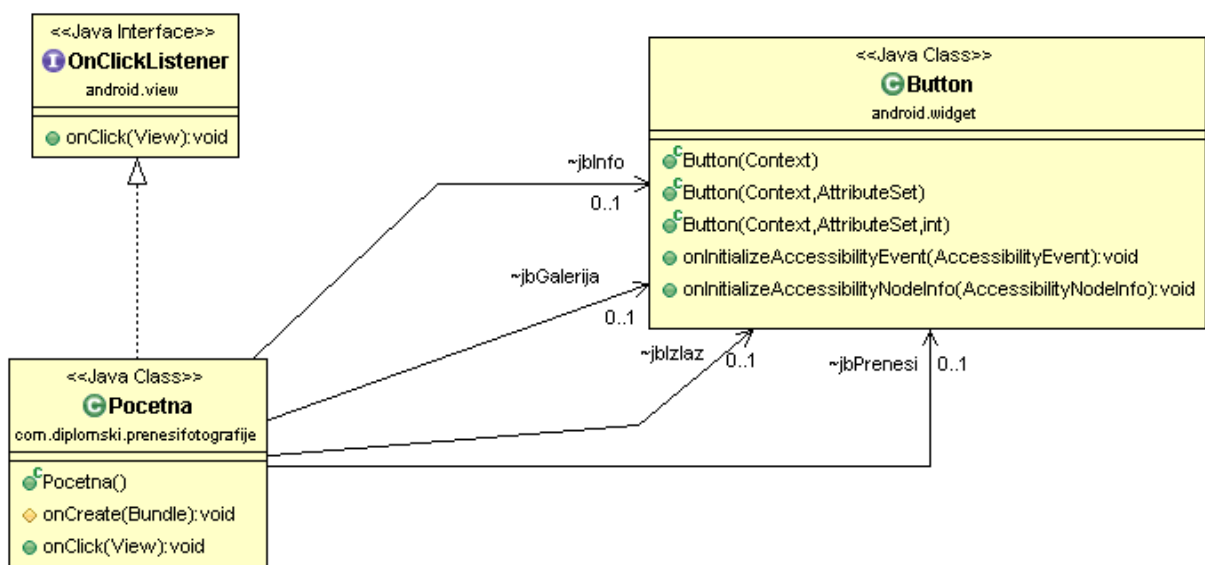 <<Java Interface>>
I OnClickListener
android.view
onClick(View):void
<<Java Class>>
C Button
android.widget
C Button(Context)
C Button(Context,AttributeSet)
C Button(Context,AttributeSet,int)
onInitializeAccessibilityEvent(AccessibilityEvent):void
onInitializeAccessibilityNodeInfo(AccessibilityNodeInfo):void
~jbInfo
0..1
~jbGalerija
0..1
~jbIzlaz
0..1
~jbPrenesi
0..1
<<Java Class>>
C Pocetna
com.diplomski.prenesifotografije
C Pocetna()
onCreate(Bundle):void
onClick(View):void